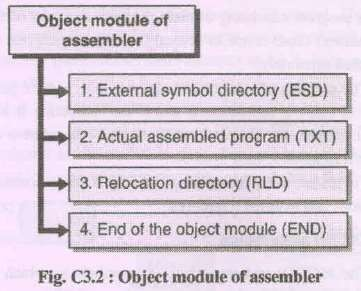 Object module of
assembler
1. External symbol directory (ESD)
2. Actual assembled program (TXT)
3. Relocation directory (RLD)
4. End of the object module (END)
Fig. C3.2 : Object module of assembler